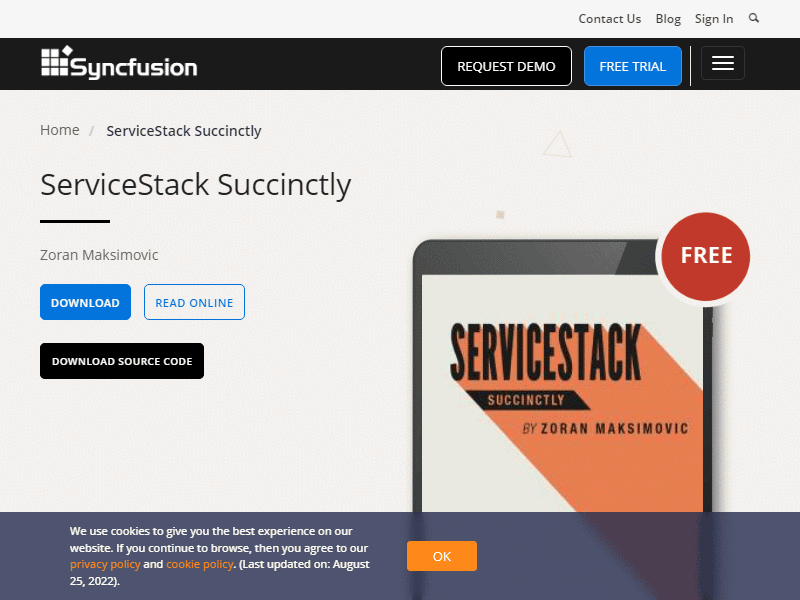 Contact Us Blog Sign In
Syncfusion
REQUEST DEMO
FREE TRIAL
Home / ServiceStack Succinctly
ServiceStack Succinctly
Zoran Maksimovic
DOWNLOAD
READ ONLINE
DOWNLOAD SOURCE CODE
FREE
SERVICESTACK
SUCCINCTLY
BY ZORAN MAKSIMOVIC
We use cookies to give you the best experience on our
website. If you continue to browse, then you agree to our
privacy policy and cookie policy. (Last updated on: August
25, 2022).
OK